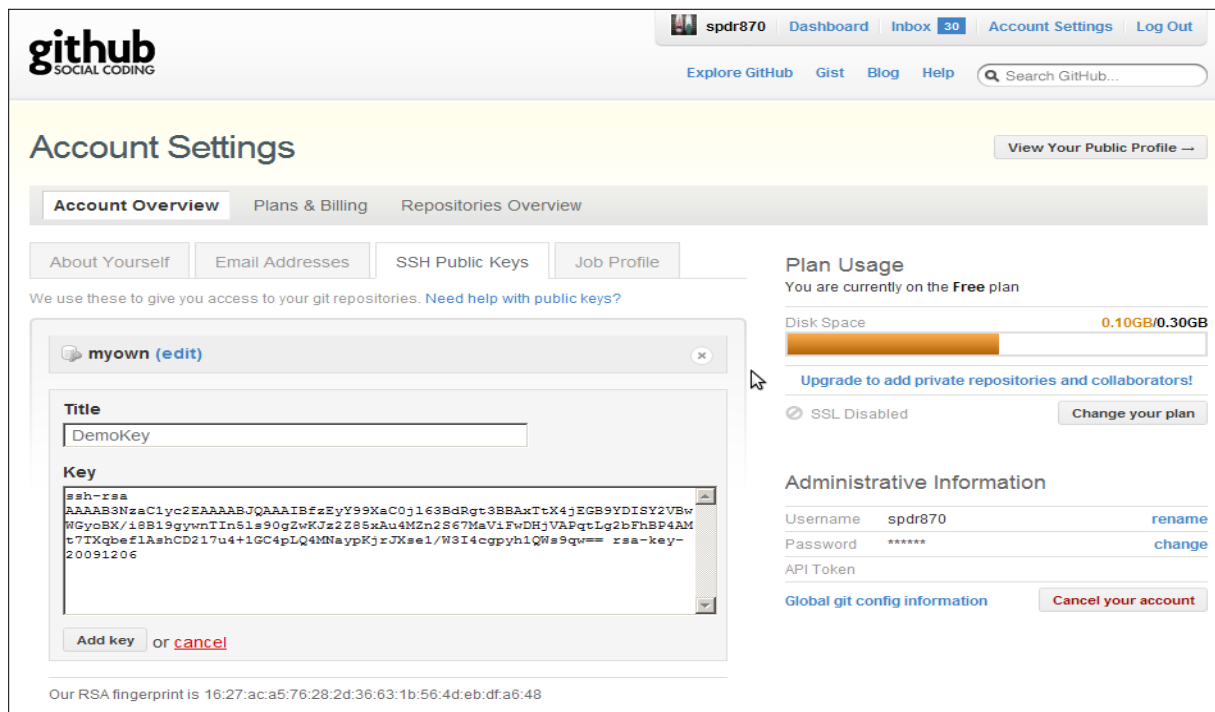 github
SOCIAL CODING
spdr870 Dashboard Inbox 30 Account Settings Log Out
Explore GitHub Gist Blog Help Search GitHub...
Account Settings
View Your Public Profile →
Account Overview Plans & Billing Repositories Overview
About Yourself Email Addresses SSH Public Keys Job Profile
We use these to give you access to your git repositories. Need help with public keys?
myown (edit)
Title
DemoKey
Key
ssh-rsa
AAAAB3NzaC1yc2EAAAABJQAAAIBfzEyY99XaC0jl63BdRgt3BBAxTtX4jEGB9YDISY2VBw
WGyoBX/i8B19gywnTIn5ls90gZwKJz2Z85xAu4MZn2S67MaViFwDHjVAPqtLg2bFhBP4AM
t7TXqbeflAshCD217u4+1GC4pLQ4MNaypKjrJXse1/W3I4cgpyh1QWs9qw== rsa-key-
20091206
Add key or cancel
Our RSA fingerprint is 16:27:ac:a5:76:28:2d:36:63:1b:56:4d:eb:df:a6:48
Plan Usage
You are currently on the Free plan
Disk Space 0.10GB/0.30GB
Upgrade to add private repositories and collaborators!
SSL Disabled Change your plan
Administrative Information
Username spdr870 rename
Password ****** change
API Token
Global git config information Cancel your account